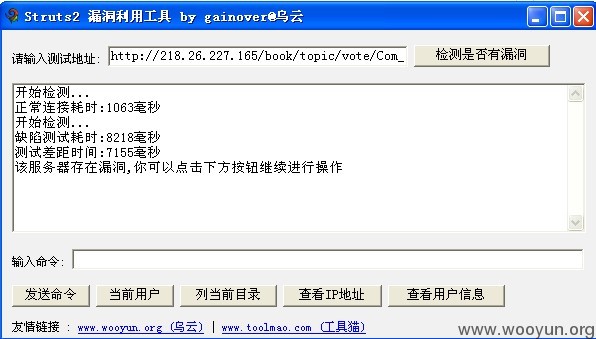 Struts2 漏洞利用工具 by gainover@乌云
请输入测试地址: http://218.26.227.165/book/topic/vote/Com_ 检测是否有漏洞
开始检测...
正常连接耗时:1063毫秒
开始检测...
缺陷测试耗时:8218毫秒
测试差距时间:7155毫秒
该服务器存在漏洞,你可以点击下方按钮继续进行操作
输入命令:
发送命令 当前用户 列当前目录 查看IP地址 查看用户信息
友情链接 : www.wooyun.org (乌云) | www.toolmao.com (工具猫)
www.wooyun.org